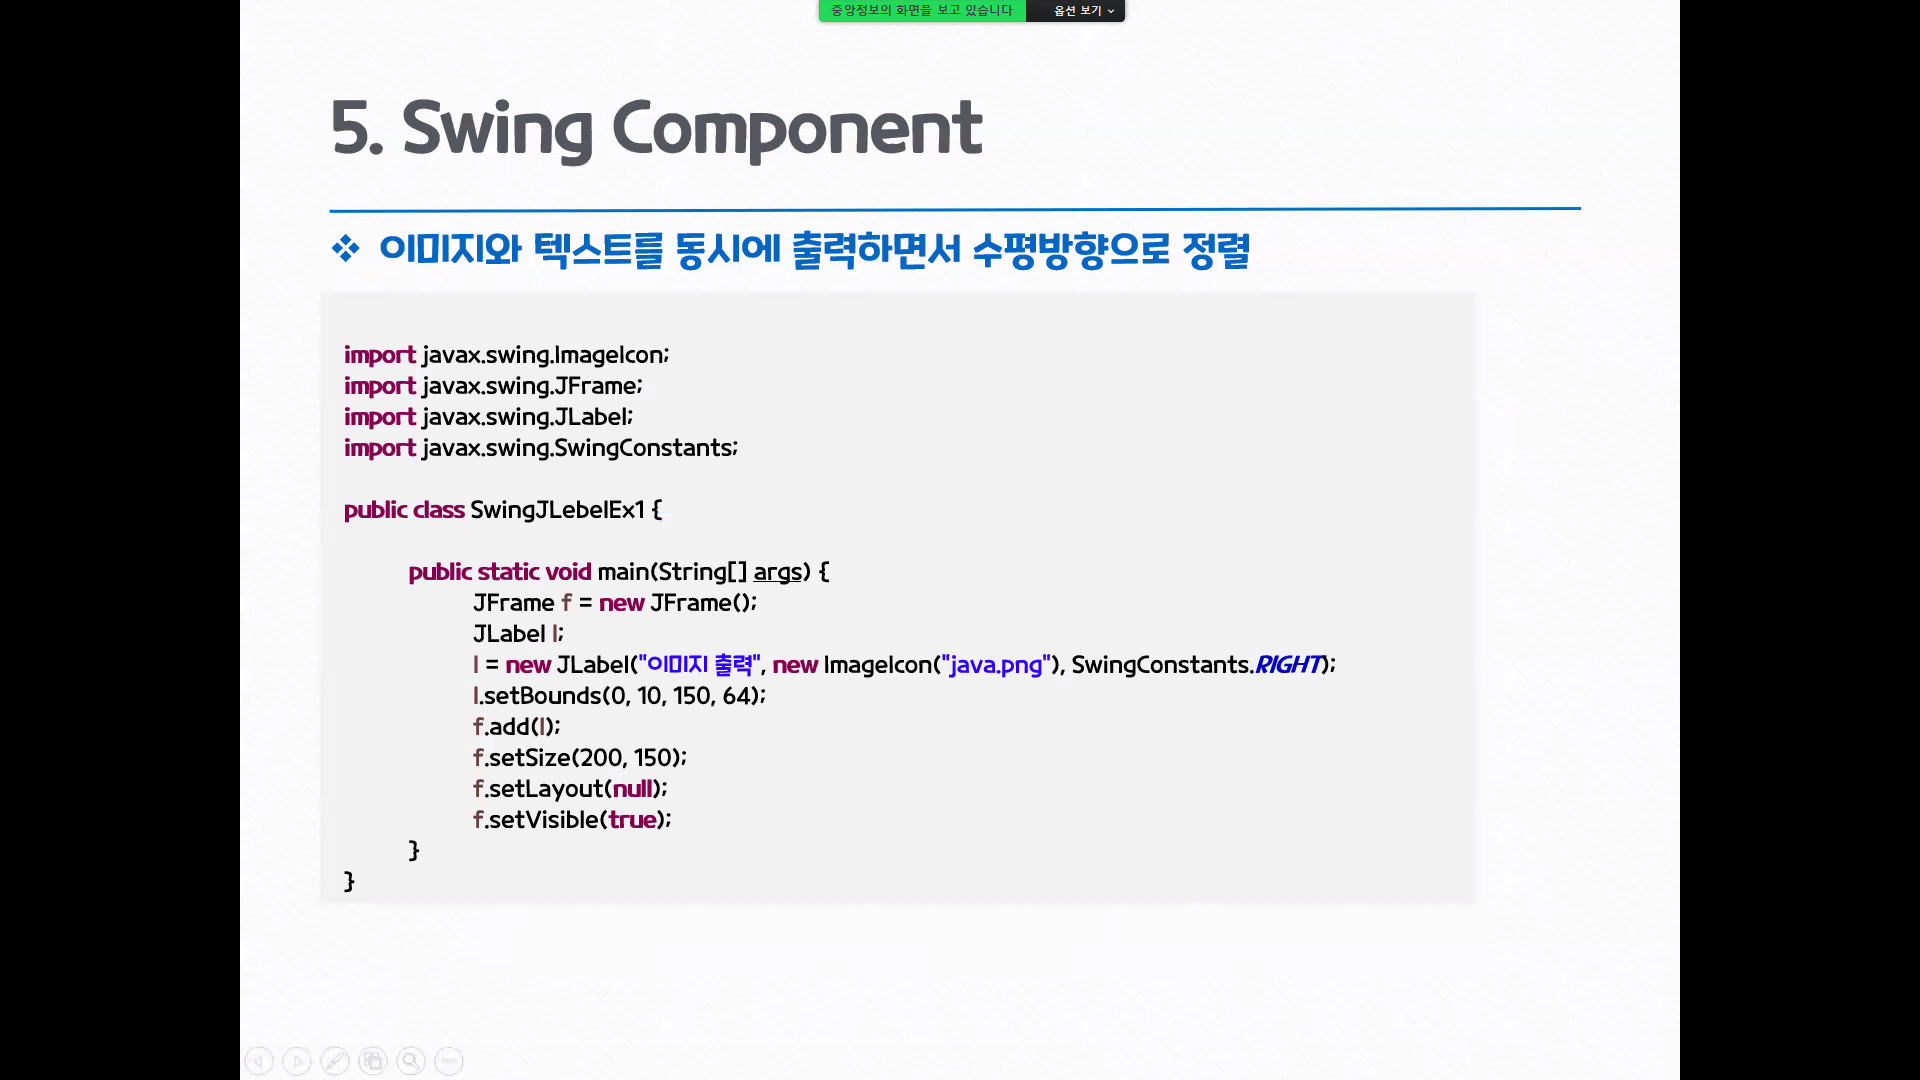 중앙정보의 화면을 보고 있습니다 옵션 보기
5. Swing Component
❖ 이미지와 텍스트를 동시에 출력하면서 수평방향으로 정렬
import javax.swing.ImageIcon;
import javax.swing.JFrame;
import javax.swing.JLabel;
import javax.swing.SwingConstants;
public class SwingJLebelEx1 {
public static void main(String[] args) {
JFrame f = new JFrame();
JLabel l;
l = new JLabel("이미지 출력", new ImageIcon("java.png"), SwingConstants.RIGHT);
l.setBounds(0, 10, 150, 64);
f.add(l);
f.setSize(200, 150);
f.setLayout(null);
f.setVisible(true);
}
}